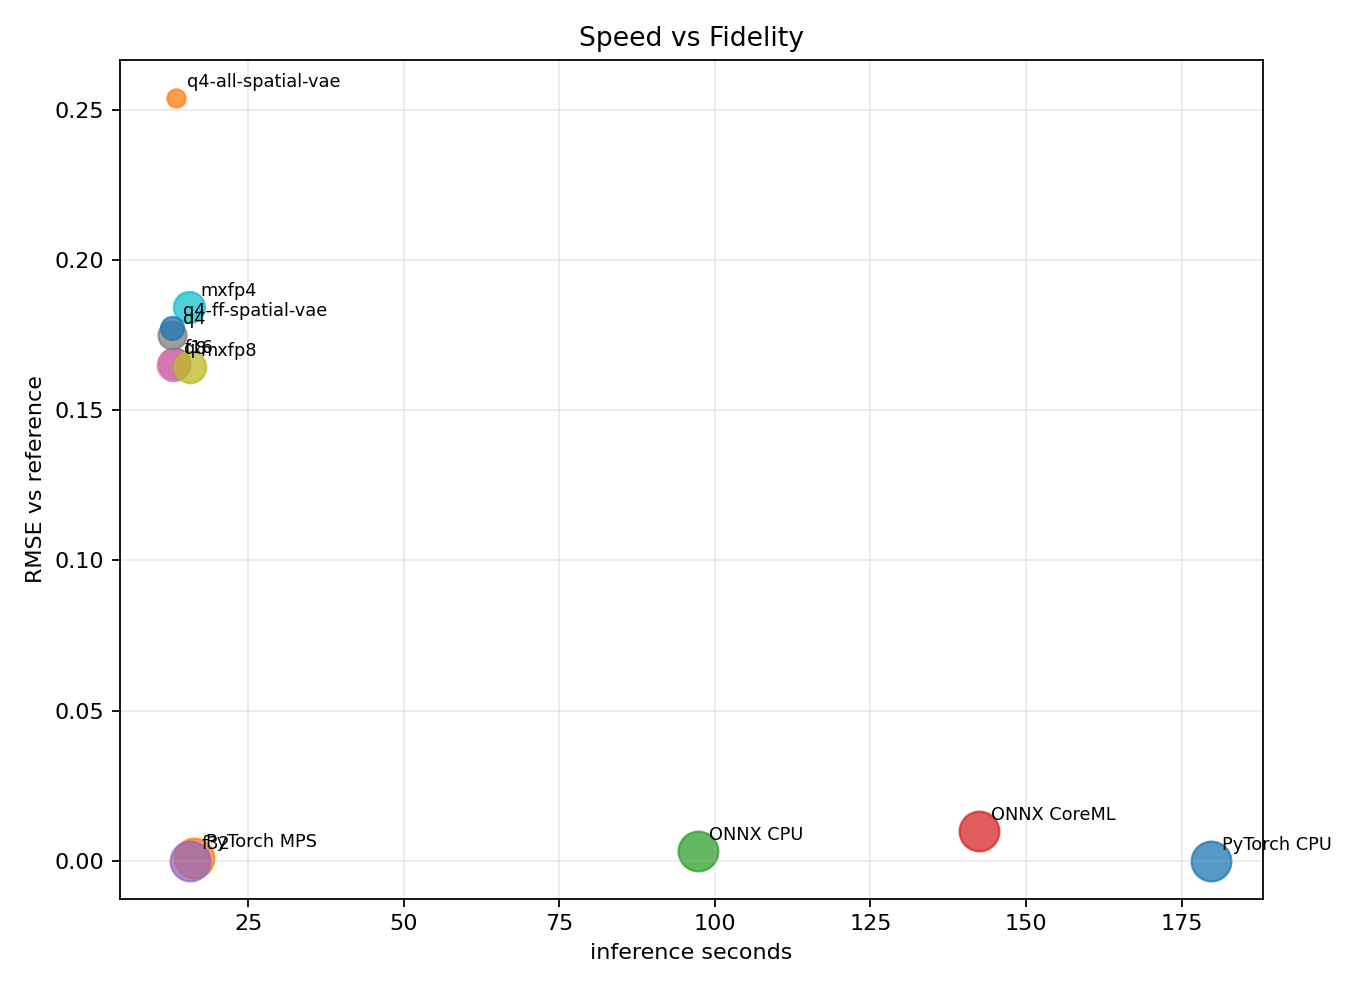 Speed vs Fidelity
q4-all-spatial-vae
0.25
0.20
mxfp4
q4-ff-spatial-vae
q4
f16
q8
mxfp8
0.15
RMSE vs reference
0.10
0.05
ONNX CoreML
ONNX CPU
PyTorch MPS
f32
PyTorch CPU
0.00
25 50 75 100 125 150 175
inference seconds